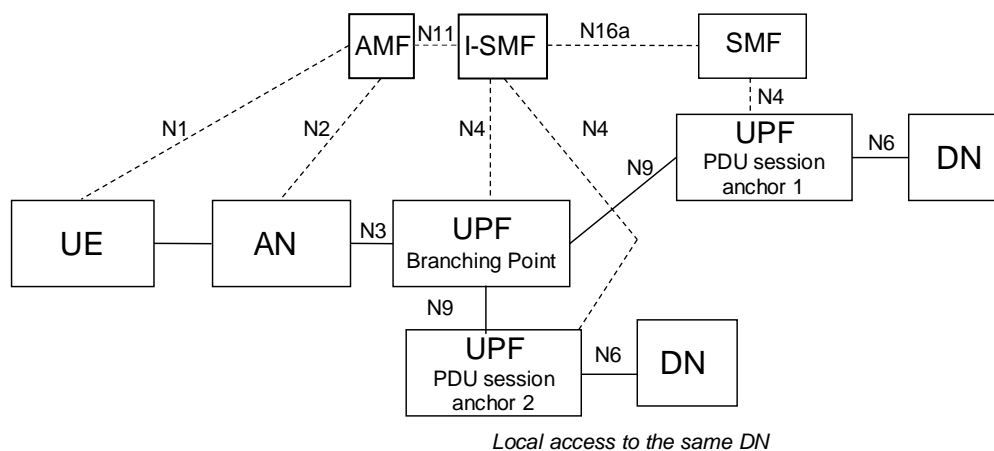 N11
N16a
AMF
I-SMF
SMF
N1
N2
N4
N4
N4
UPF
PDU session
anchor 1
N6
DN
N9
UE
AN
N3
UPF
Branching Point
N9
UPF
PDU session
anchor 2
N6
DN
Local access to the same DN